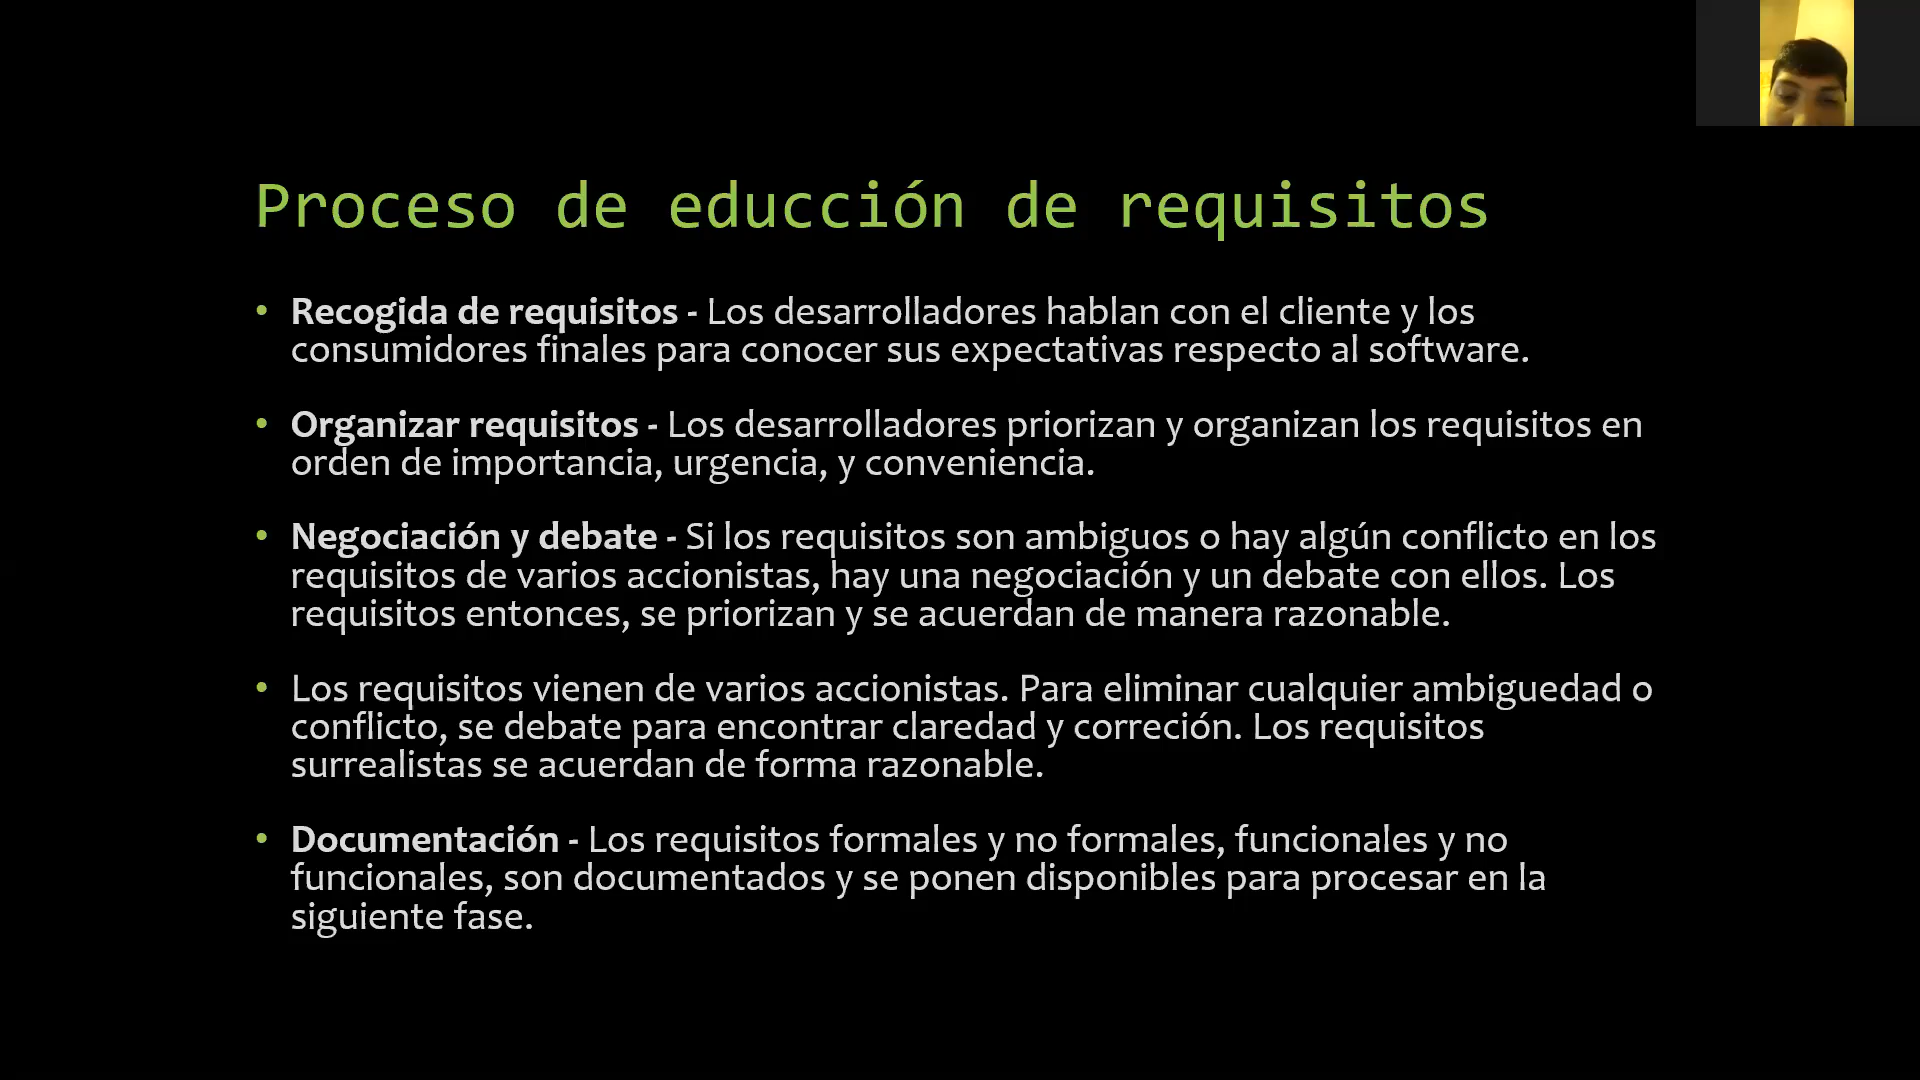 Proceso de educción de requisitos
• Recogida de requisitos - Los desarrolladores hablan con el cliente y los
consumidores finales para conocer sus expectativas respecto al software.
• Organizar requisitos - Los desarrolladores priorizan y organizan los requisitos en
orden de importancia, urgencia, y conveniencia.
• Negociación y debate - Si los requisitos son ambiguos o hay algún conflicto en los
requisitos de varios accionistas, hay una negociación y un debate con ellos. Los
requisitos entonces, se priorizan y se acuerdan de manera razonable.
• Los requisitos vienen de varios accionistas. Para eliminar cualquier ambiguedad o
conflicto, se debate para encontrar claredad y correción. Los requisitos
surrealistas se acuerdan de forma razonable.
• Documentación - Los requisitos formales y no formales, funcionales y no
funcionales, son documentados y se ponen disponibles para procesar en la
siguiente fase.